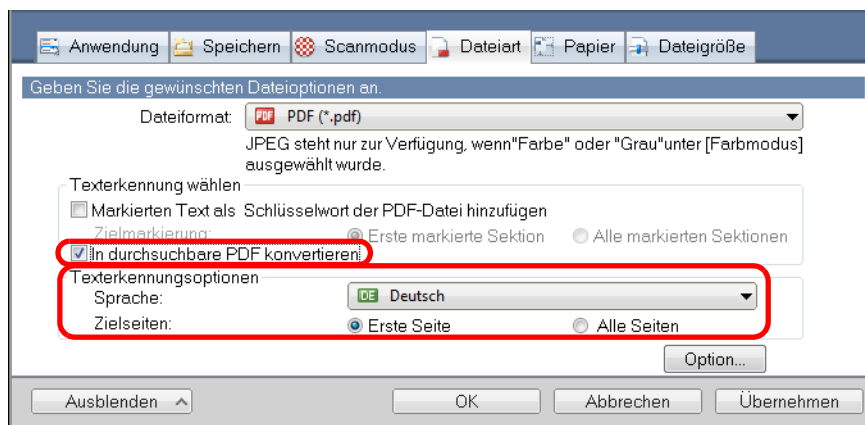 Anwendung Speichern Scanmodus Dateiart Papier Dateigröße
Geben Sie die gewünschten Dateioptionen an.
Dateiformat: PDF PDF (*.pdf)
JPEG steht nur zur Verfügung, wenn"Farbe" oder "Grau"unter [Farbmodus]
ausgewählt wurde.
Texterkennung wählen
Markierten Text als Schlüsselwort der PDF-Datei hinzufügen
Zielmarkierung: Erste markierte Sektion Alle markierten Sektionen
In durchsuchbare PDF konvertieren
Texterkennungsoptionen
Sprache: DE Deutsch
Zielseiten: Erste Seite Alle Seiten
Option...
Ausblenden OK Abbrechen Übernehmen